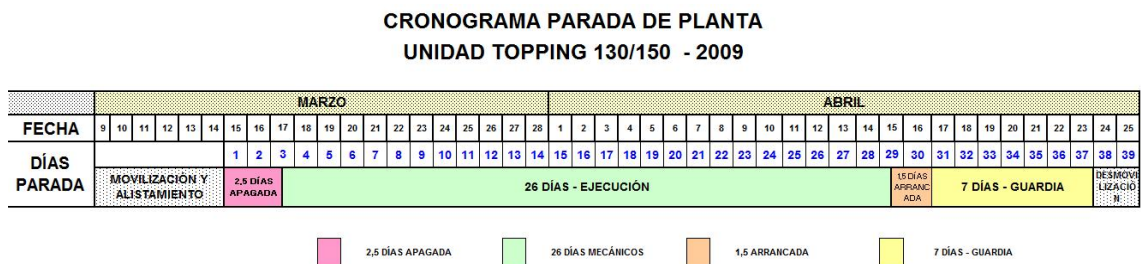 CRONOGRAMA PARADA DE PLANTA
UNIDAD TOPPING 130/150 - 2009
MARZO ABRIL
FECHA 9 10 11 12 13 14 15 16 17 18 19 20 21 22 23 24 25 26 27 28 1 2 3 4 5 6 7 8 9 10 11 12 13 14 15 16 17 18 19 20 21 22 23 24 25
DÍAS PARADA 1 2 3 4 5 6 7 8 9 10 11 12 13 14 15 16 17 18 19 20 21 22 23 24 25 26 27 28 29 30 31 32 33 34 35 36 37 38 39
MOVILIZACIÓN Y ALISTAMIENTO 2,5 DÍAS APAGADA 26 DÍAS - EJECUCIÓN 1,5 DÍAS ARRANCADA 7 DÍAS - GUARDIA DESMOVILIZACIÓN
2,5 DÍAS APAGADA 26 DÍAS MECÁNICOS 1,5 ARRANCADA 7 DÍAS - GUARDIA